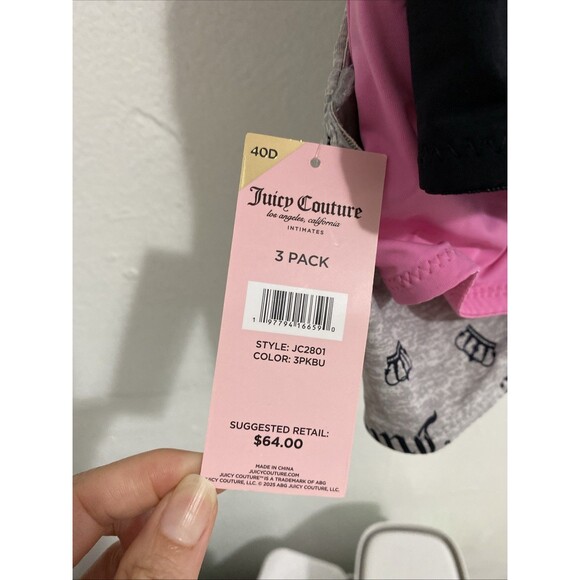 40D
Juicy Couture
los angeles, california
INTIMATES
3 PACK
1 97794 16659 0
STYLE: JC2801
COLOR: 3PKBU
SUGGESTED RETAIL:
$64.00
MADE IN CHINA
JUICYCOUTURE.COM
JUICY COUTURE™ IS A TRADEMARK OF ABG
JUICY COUTURE, LLC. © 2025 ABG JUICY COUTURE, LLC.